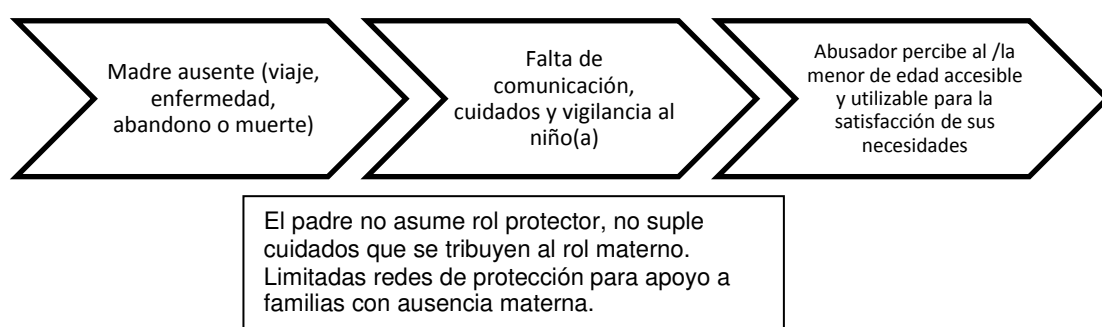 Madre ausente (viaje,
enfermedad,
abandono o muerte)
Falta de
comunicación,
cuidados y vigilancia al
niño(a)
Abusador percibe al /la
menor de edad accesible
y utilizable para la
satisfacción de sus
necesidades
El padre no asume rol protector, no suple
cuidados que se tribuyen al rol materno.
Limitadas redes de protección para apoyo a
familias con ausencia materna.